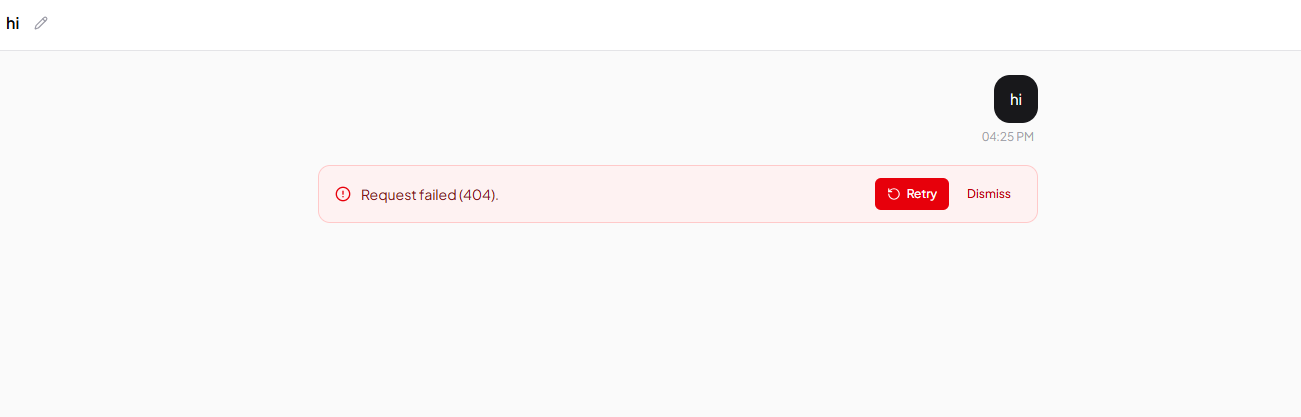 hi
hi
04:25 PM
Request failed (404).
Retry
Dismiss